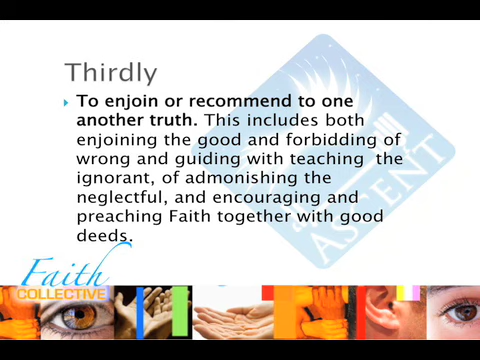 Thirdly
To enjoin or recommend to one
another truth. This includes both
enjoining the good and forbidding of
wrong and guiding with teaching the
ignorant, of admonishing the
neglectful, and encouraging and
preaching Faith together with good
deeds.
ASCENT
Faith
COLLECTIVE